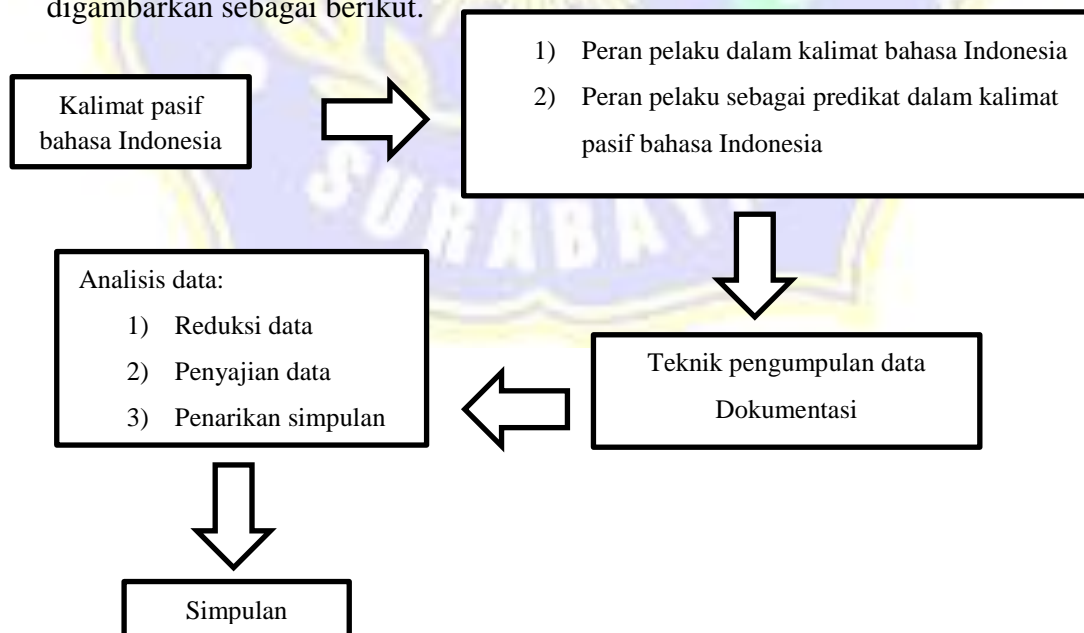 digambarkan sebagai berikut.
Kalimat pasif
bahasa Indonesia
1) Peran pelaku dalam kalimat bahasa Indonesia
2) Peran pelaku sebagai predikat dalam kalimat
pasif bahasa Indonesia
SURABAYA
Teknik pengumpulan data
Dokumentasi
Analisis data:
1) Reduksi data
2) Penyajian data
3) Penarikan simpulan
Simpulan